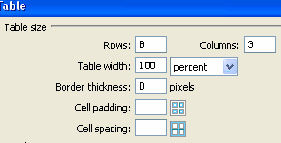 Table
Table size
Rows: 8 Columns: 3
Table width: 100 percent
Border thickness: 0 pixels
Cell padding:
Cell spacing: